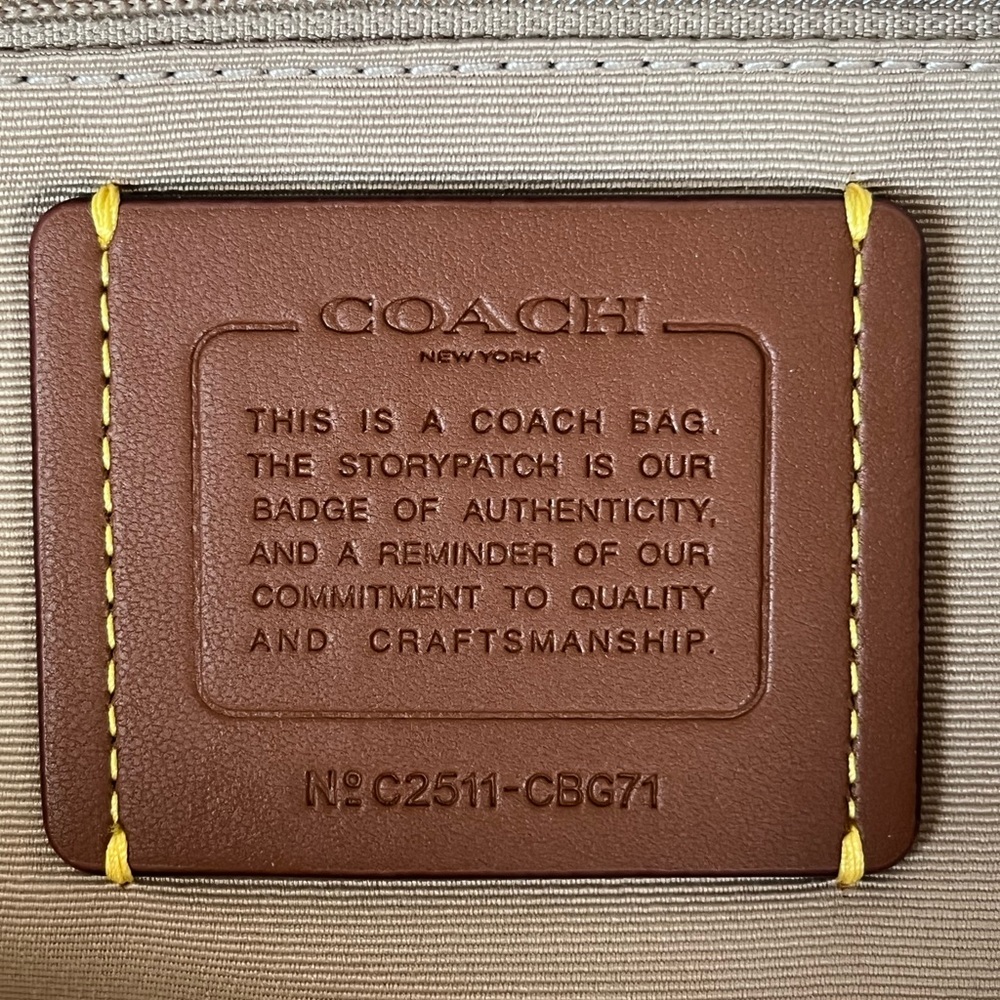 COACH
NEW YORK
THIS IS A COACH BAG.
THE STORYPATCH IS OUR
BADGE OF AUTHENTICITY,
AND A REMINDER OF OUR
COMMITMENT TO QUALITY
AND CRAFTSMANSHIP.
Nº C2511-CBG71